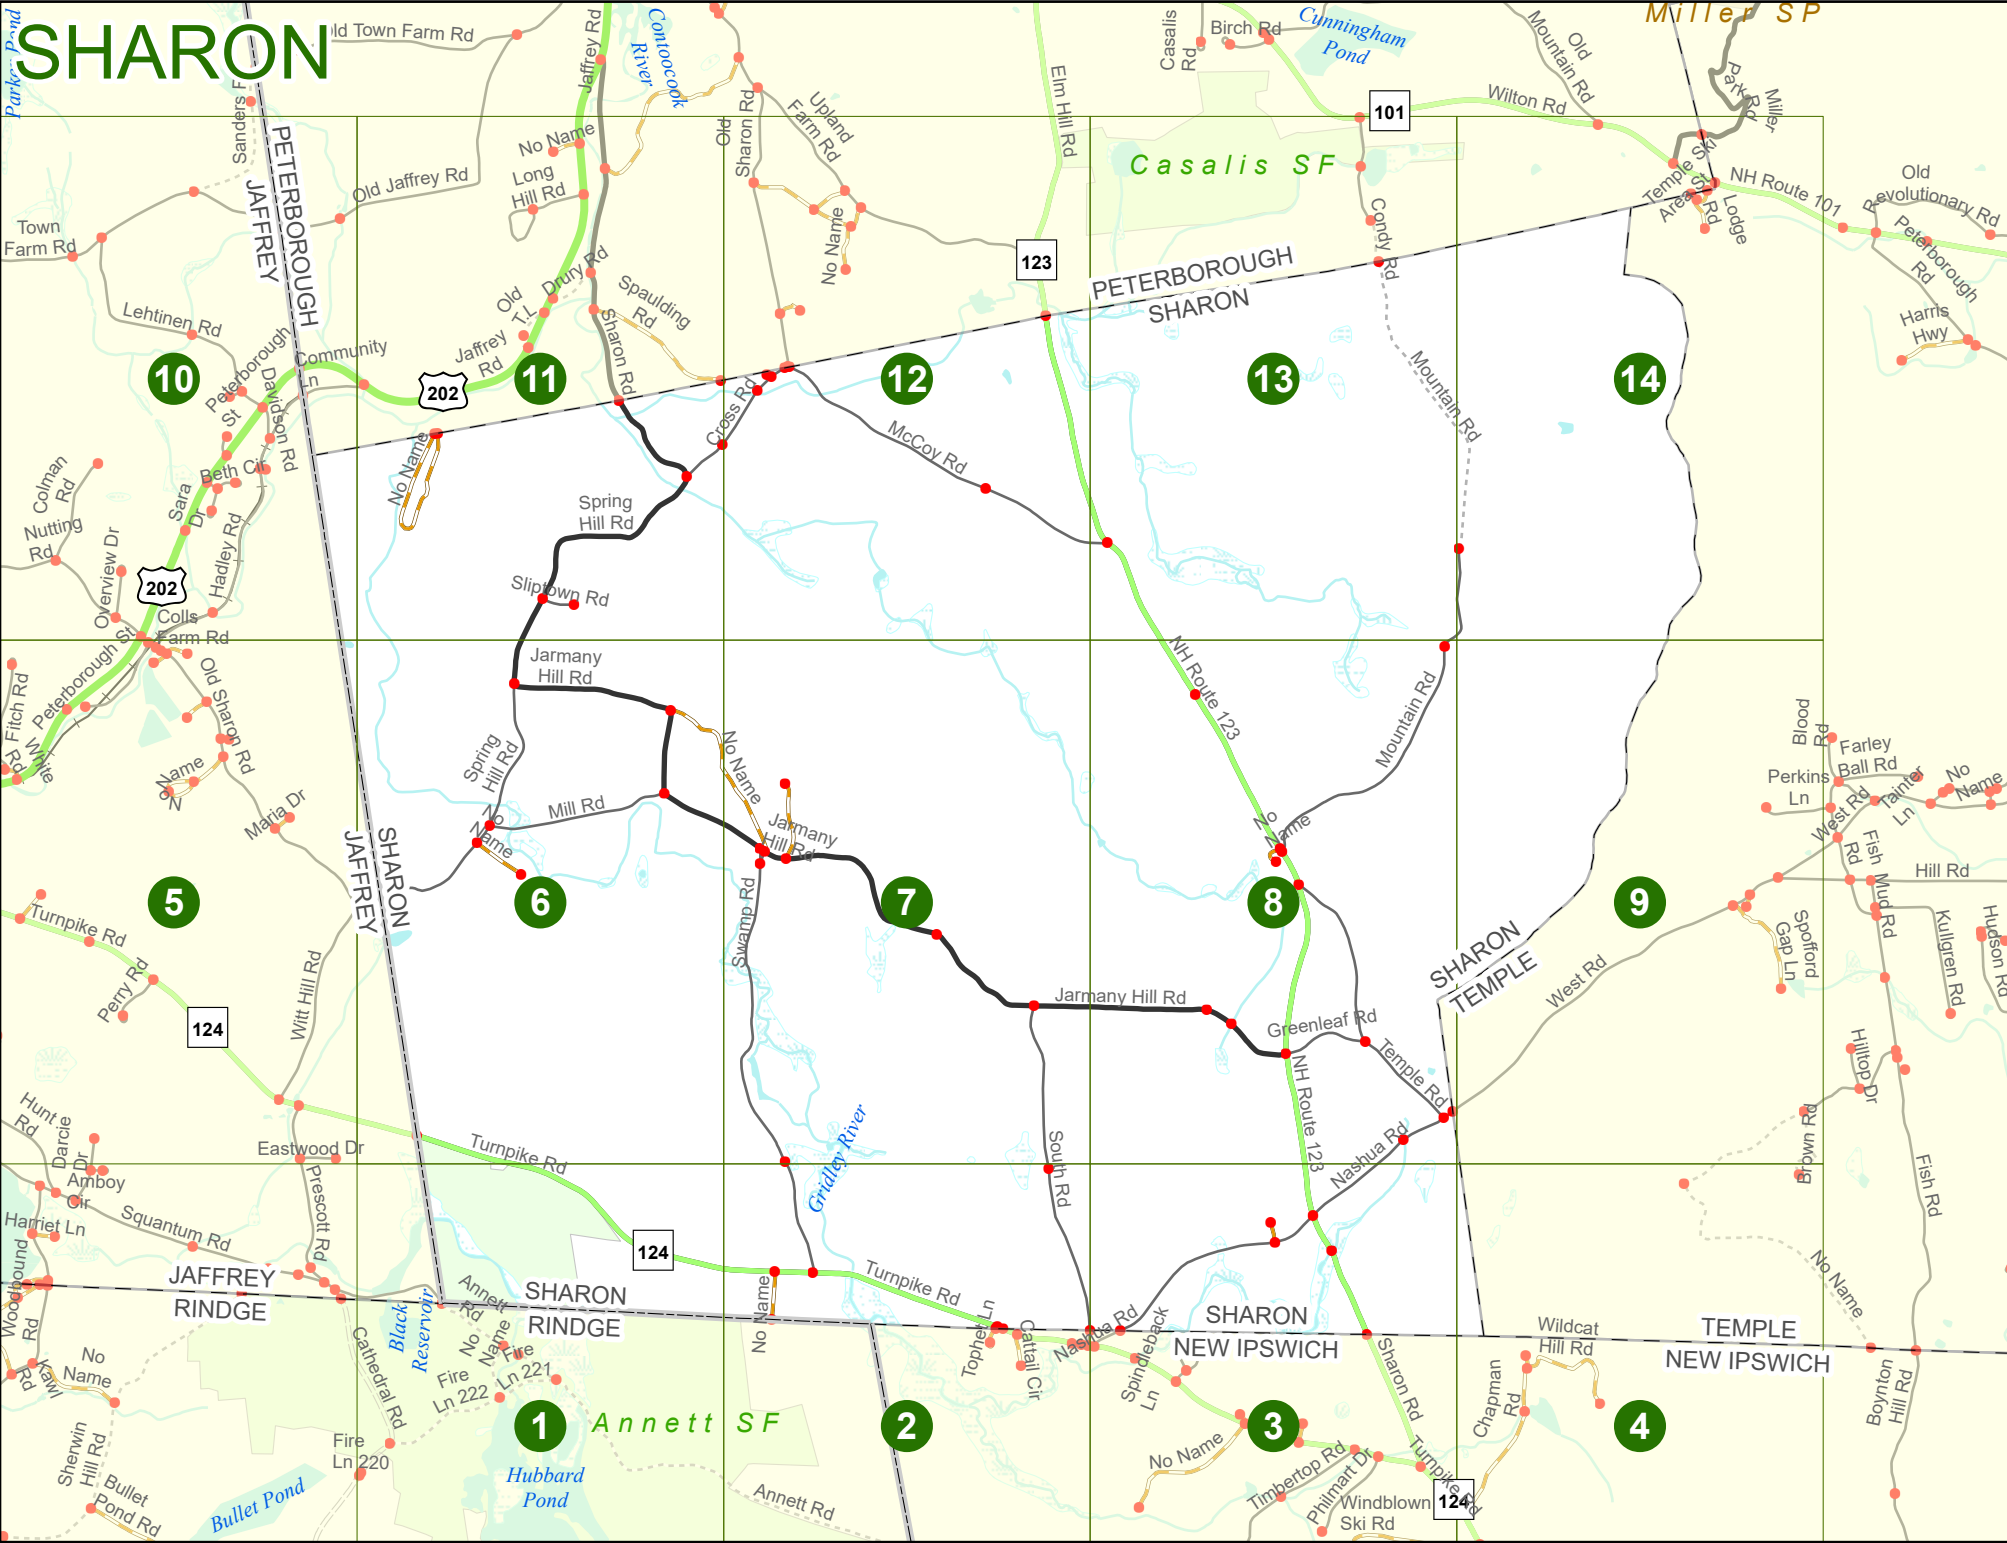 SHARON
Miller SP
Parker Pond
Old Town Farm Rd
Jaffrey Rd
Contoocook
River
Casalis
Rd
Birch Rd
Cunningham
Pond
Old
Mountain Rd
Wilton Rd
101
Miller
Park Rd
Sanders
PETERBOROUGH
JAFFREY
Old Jaffrey Rd
No Name
Long
Hill Rd
Old
Sharon Rd
Upland
Farm Rd
Elm Hill Rd
Casalis SF
Condy Rd
Temple Ski
Area St
Lodge
Rd
NH Route 101
Old
Revolutionary Rd
Peterborough
Rd
Harris
Hwy
Town
Farm Rd
Lehtinen Rd
Drury Rd
Old
T.L
Spaulding
Rd
No Name
123
PETERBOROUGH
SHARON
Community
Ln
Jaffrey
Rd
Sharon Rd
Peterborough
St
Davidson Rd
202
10
11
12
13
14
Cross Rd
McCoy Rd
Mountain Rd
No Name
Colman
Rd
Nutting
Rd
Beth Cir
Sara
Dr
Spring
Hill Rd
Overview Dr
Hadley Rd
202
Sliptown Rd
Colls
Farm Rd
Peterborough St
Fitch Rd
White
Rd
Old Sharon Rd
Jarmany
Hill Rd
NH Route 123
Mountain Rd
Spring
Hill Rd
No Name
No
Name
Mill Rd
Jarmany
Hill Rd
Maria Dr
No
Name
No
Name
Blood
Rd
Farley
Ball Rd
Perkins
Ln
Tainter
Ln
No
Name
West Rd
Fish
Rd
Mud Rd
Hill Rd
JAFFREY
SHARON
5
6
7
8
9
Turnpike Rd
Perry Rd
Witt Hill Rd
Swamp Rd
SHARON
TEMPLE
West Rd
Spofford
Gap Ln
Kullgren Rd
Hudson Rd
124
Jarmany Hill Rd
Greenleaf Rd
Temple Rd
Hilltop Dr
Hunt
Rd
Darcie
Dr
Amboy
Cir
Eastwood Dr
Turnpike Rd
Gridley River
South Rd
NH Route 123
Nashua Rd
Brown Rd
Fish Rd
Harriet Ln
Squantum Rd
Prescott Rd
124
Turnpike Rd
Woodbound
Rd
JAFFREY
RINDGE
SHARON
RINDGE
Black
Reservoir
Annett
Rd
No Name
No
Name
Tophet Ln
Cattail Cir
Nashua Rd
Spindleback
Ln
SHARON
NEW IPSWICH
Sharon Rd
Wildcat
Hill Rd
TEMPLE
NEW IPSWICH
No Name
Kawl
Rd
No
Name
Cathedral Rd
Fire
Ln 221
Fire
Ln 222
Chapman
Rd
Boynton
Hill Rd
1
Annett SF
2
3
4
Sherwin
Hill Rd
Fire
Ln 220
Hubbard
Pond
No Name
Timbertop Rd
Philmart Dr
Turnpike Rd
Bullet
Pond Rd
Bullet Pond
Annett Rd
Windblown
Ski Rd
124